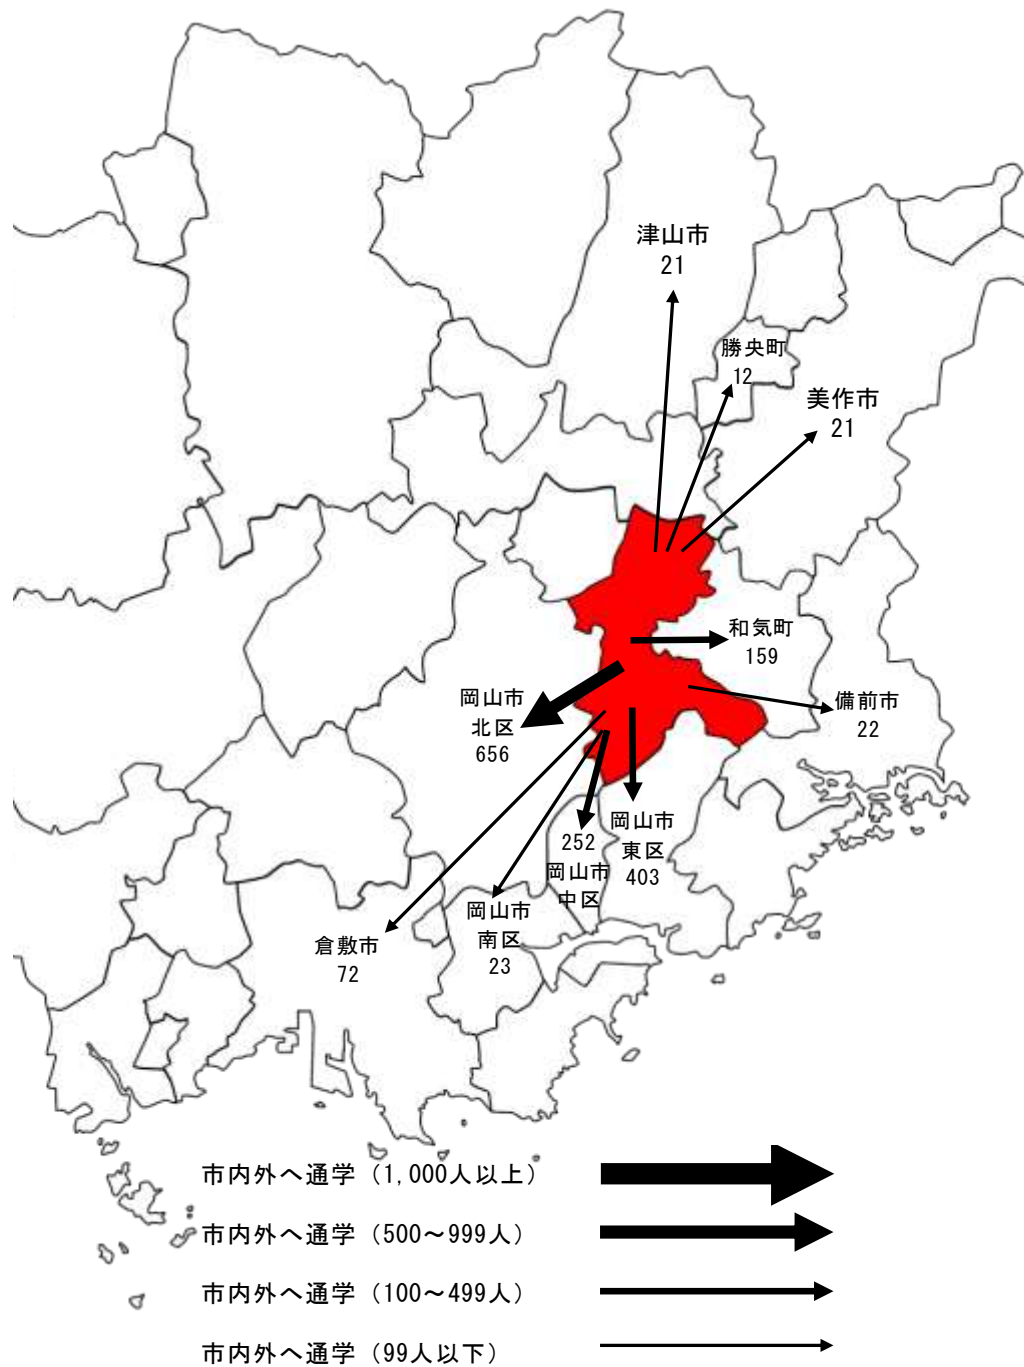 津山市
21
勝央町
12
美作市
21
和気町
159
備前市
22
岡山市
北区
656
岡山市
東区
403
252
岡山市
中区
岡山市
南区
23
倉敷市
72
市内外へ通学（1,000人以上）
市内外へ通学（500～999人）
市内外へ通学（100～499人）
市内外へ通学（99人以下）